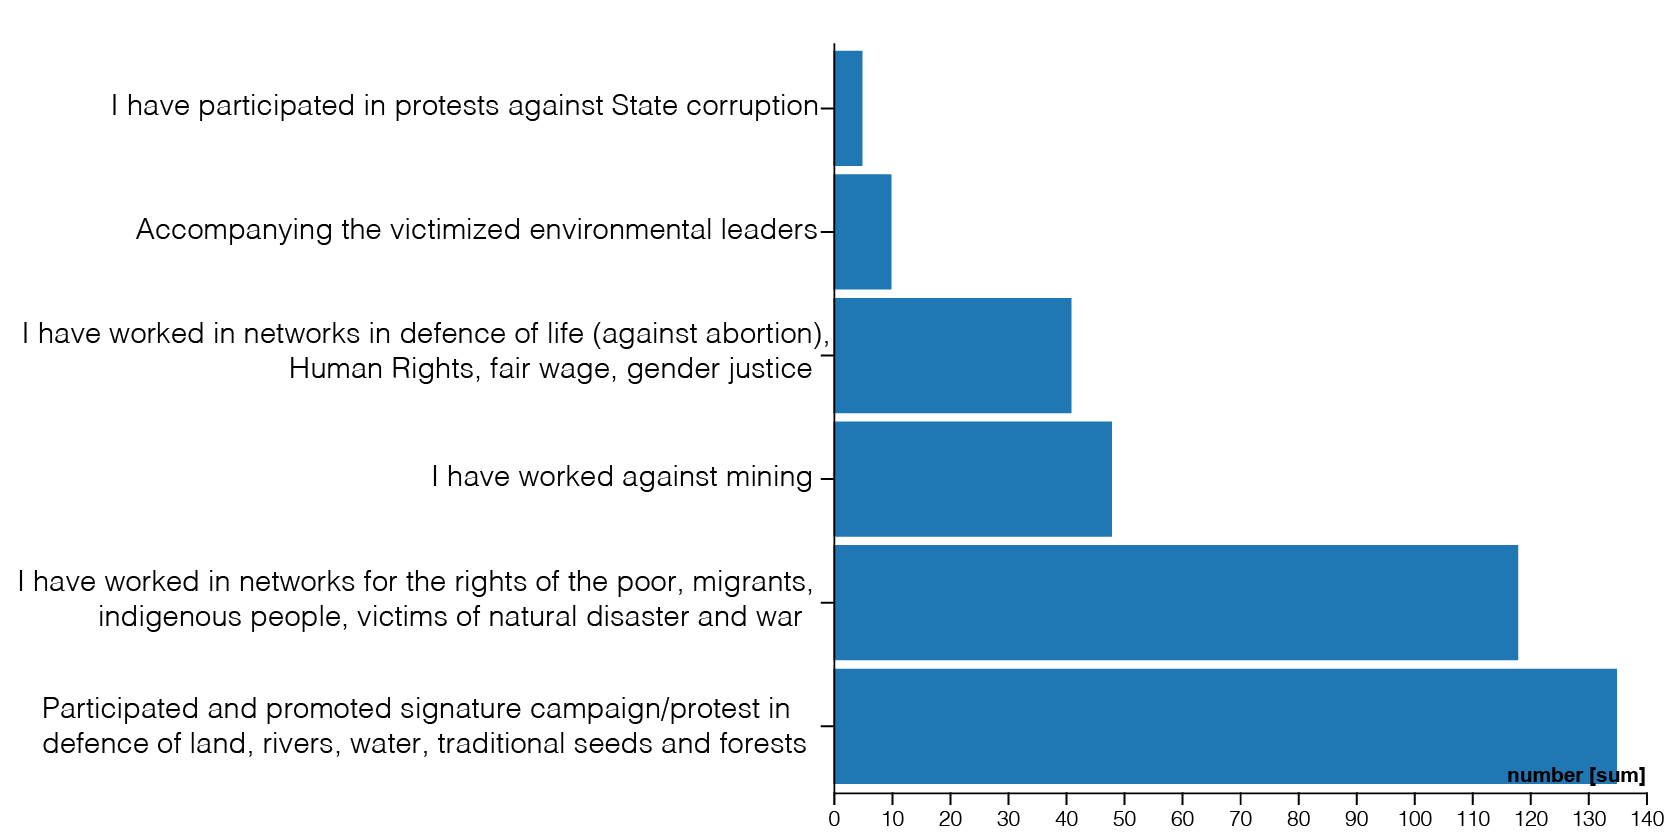 I have participated in protests against State corruption
Accompanying the victimized environmental leaders
I have worked in networks in defence of life (against abortion),
Human Rights, fair wage, gender justice
I have worked against mining
I have worked in networks for the rights of the poor, migrants,
indigenous people, victims of natural disaster and war
Participated and promoted signature campaign/protest in
defence of land, rivers, water, traditional seeds and forests
number [sum]
0 10 20 30 40 50 60 70 80 90 100 110 120 130 140